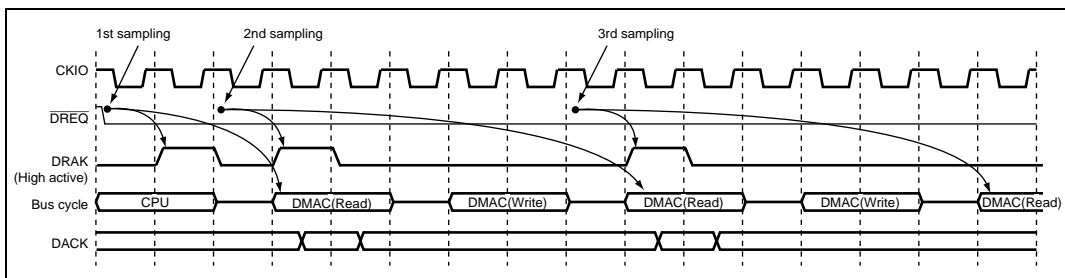 1st sampling 2nd sampling 3rd sampling
CKIO
DREQ
DRAK
(High active)
Bus cycle CPU DMAC(Read) DMAC(Write) DMAC(Read) DMAC(Write) DMAC(Read)
DACK